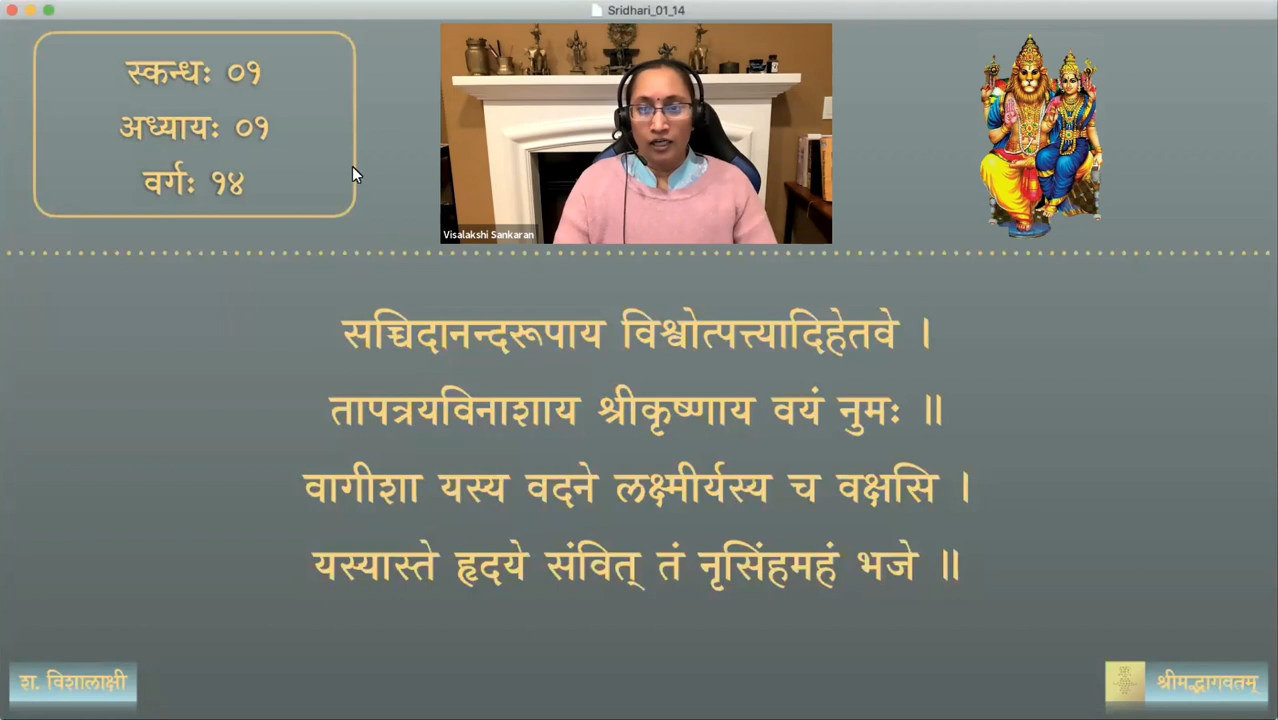 Sridhari_01_14
स्कन्धः ०१
अध्यायः ०१
वर्गः १४
Visalakshi Sankaran
सच्चिदानन्दरूपाय विश्वोत्पत्त्यादिहेतवे ।
तापत्रयविनाशाय श्रीकृष्णाय वयं नुमः ॥
वागीशा यस्य वदने लक्ष्मीर्यस्य च वक्षसि ।
यस्यास्ते हृदये संवित् तं नृसिंहमहं भजे ॥
श. विशालाक्षी
श्रीमद्भागवतम्